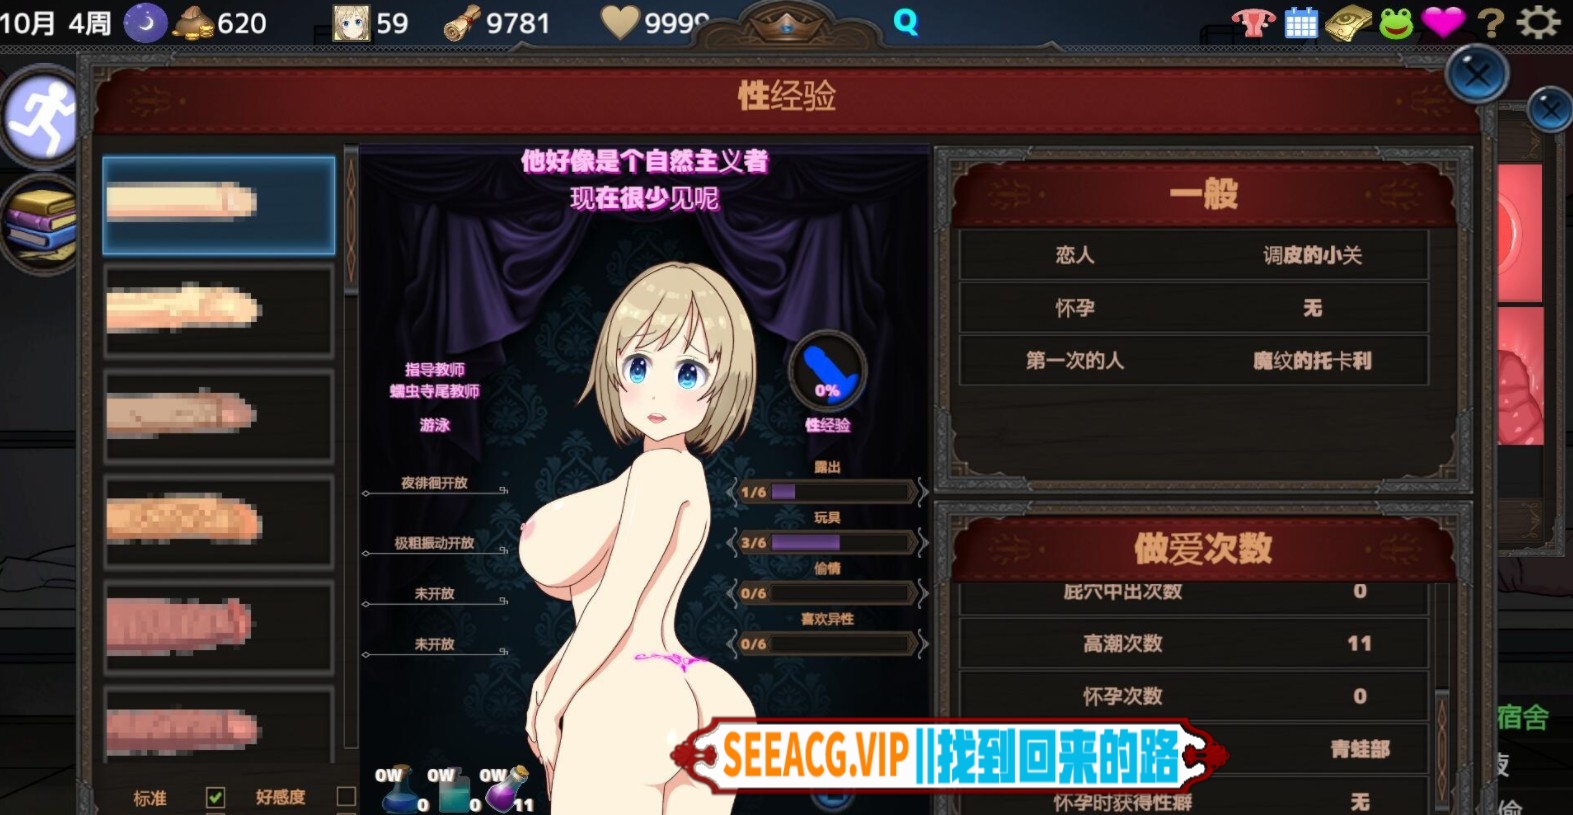 10月 4周
620
59
9781
9999
Q
?
性经验
他好像是个自然主义者
现在很少见呢
指导教师
蠕虫寺尾教师
游泳
0%
性经验
夜徘徊开放
露出
1/6
极粗振动开放
玩具
3/6
未开放
偷情
0/6
未开放
喜欢异性
0/6
0W 0W 0W
0 0 11
标准
好感度
一般
恋人 调皮的小关
怀孕 无
第一次的人 魔纹的托卡利
做爱次数
屁穴中出次数 0
高潮次数 11
怀孕次数 0
青蛙部
怀孕时获得性癖 无
SEEACG.VIP||找到回来的路
宿舍
夜
偷